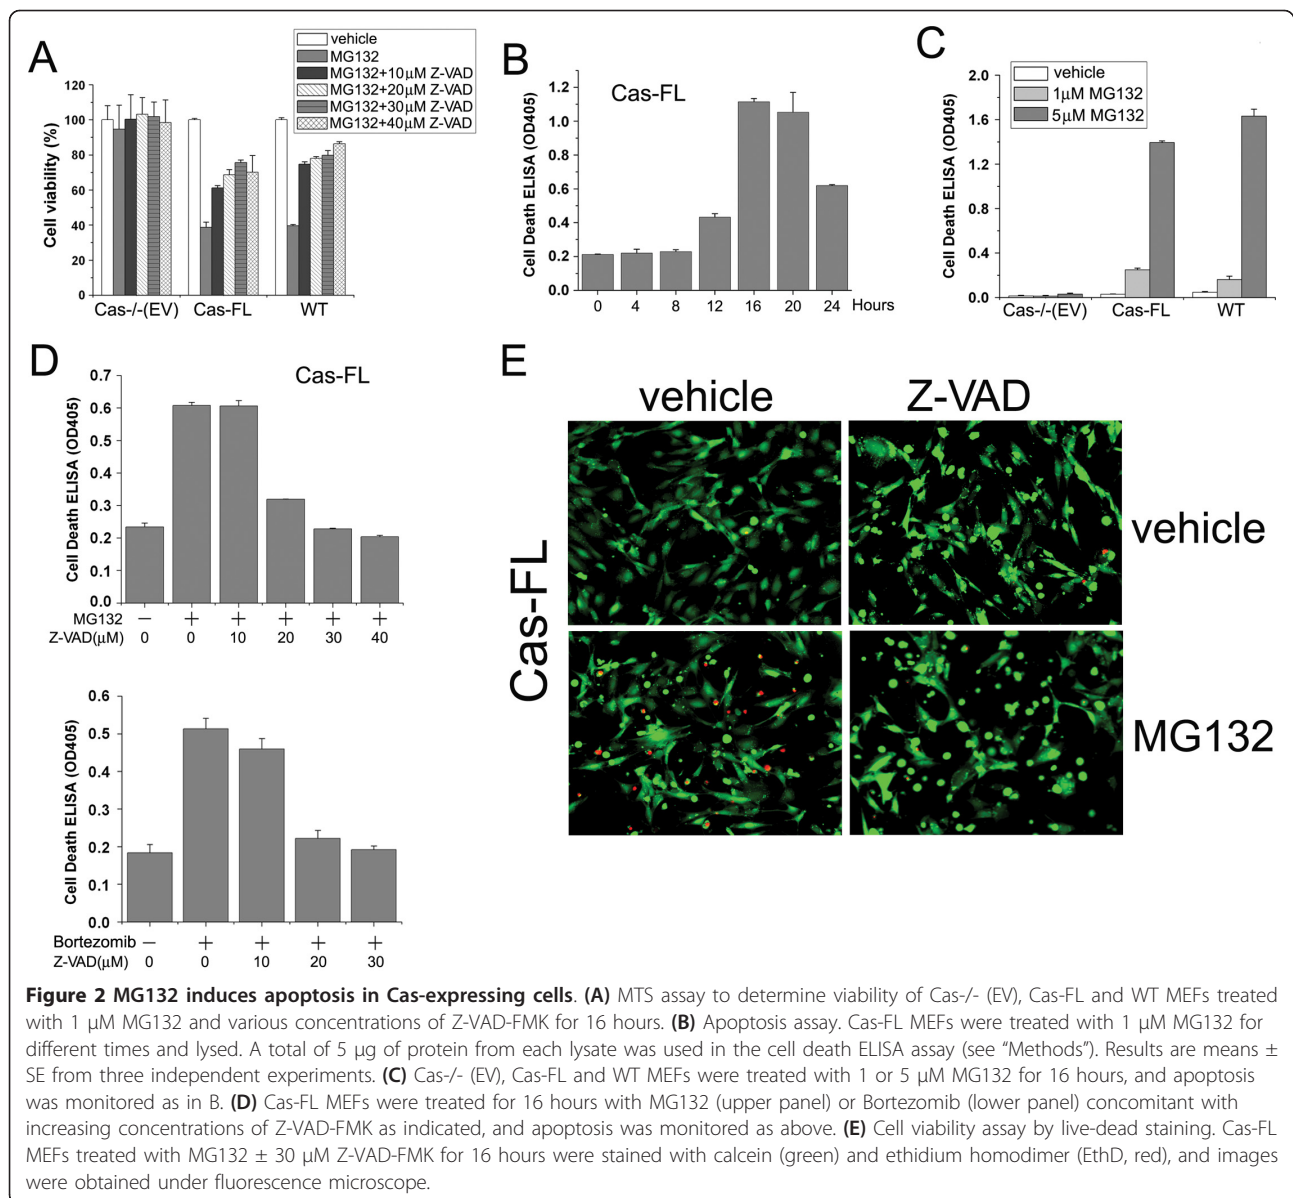 A
vehicle
MG132
MG132+10μM Z-VAD
MG132+20μM Z-VAD
MG132+30μM Z-VAD
MG132+40μM Z-VAD
Cell viability (%)
120
100
80
60
40
20
0
Cas-/-(EV) Cas-FL WT
B
Cas-FL
Cell Death ELISA (OD405)
1.2
1.0
0.8
0.6
0.4
0.2
0.0
0 4 8 12 16 20 24 Hours
C
vehicle
1μM MG132
5μM MG132
Cell Death ELISA (OD405)
2.0
1.6
1.2
0.8
0.4
0.0
Cas-/-(EV) Cas-FL WT
D
Cas-FL
Cell Death ELISA (OD405)
0.7
0.6
0.5
0.4
0.3
0.2
0.1
0.0
MG132 − + + + + +
Z-VAD(μM) 0 0 10 20 30 40
Cell Death ELISA (OD405)
0.6
0.5
0.4
0.3
0.2
0.1
0.0
Bortezomib − + + + +
Z-VAD(μM) 0 0 10 20 30
E
vehicle Z-VAD
Cas-FL
vehicle
MG132
Figure 2 MG132 induces apoptosis in Cas-expressing cells. (A) MTS assay to determine viability of Cas-/- (EV), Cas-FL and WT MEFs treated
with 1 μM MG132 and various concentrations of Z-VAD-FMK for 16 hours. (B) Apoptosis assay. Cas-FL MEFs were treated with 1 μM MG132 for
different times and lysed. A total of 5 μg of protein from each lysate was used in the cell death ELISA assay (see “Methods”). Results are means ±
SE from three independent experiments. (C) Cas-/- (EV), Cas-FL and WT MEFs were treated with 1 or 5 μM MG132 for 16 hours, and apoptosis
was monitored as in B. (D) Cas-FL MEFs were treated for 16 hours with MG132 (upper panel) or Bortezomib (lower panel) concomitant with
increasing concentrations of Z-VAD-FMK as indicated, and apoptosis was monitored as above. (E) Cell viability assay by live-dead staining. Cas-FL
MEFs treated with MG132 ± 30 μM Z-VAD-FMK for 16 hours were stained with calcein (green) and ethidium homodimer (EthD, red), and images
were obtained under fluorescence microscope.